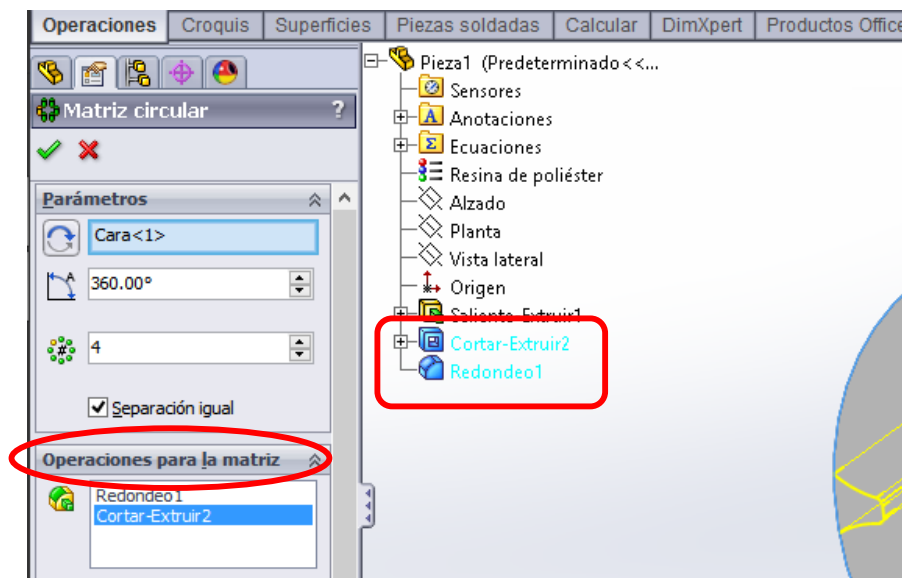 Operaciones Croquis Superficies Piezas soldadas Calcular DimXpert Productos Office
Matriz circular ?
Parámetros
Cara<1>
A
360.00º
#
4
Separación igual
Operaciones para la matriz
Redondeo1
Cortar-Extruir2
Pieza1 (Predeterminado<<...
Sensores
A Anotaciones
Σ Ecuaciones
Resina de poliéster
Alzado
Planta
Vista lateral
Origen
Saliente-Extruir1
Cortar-Extruir2
Redondeo1